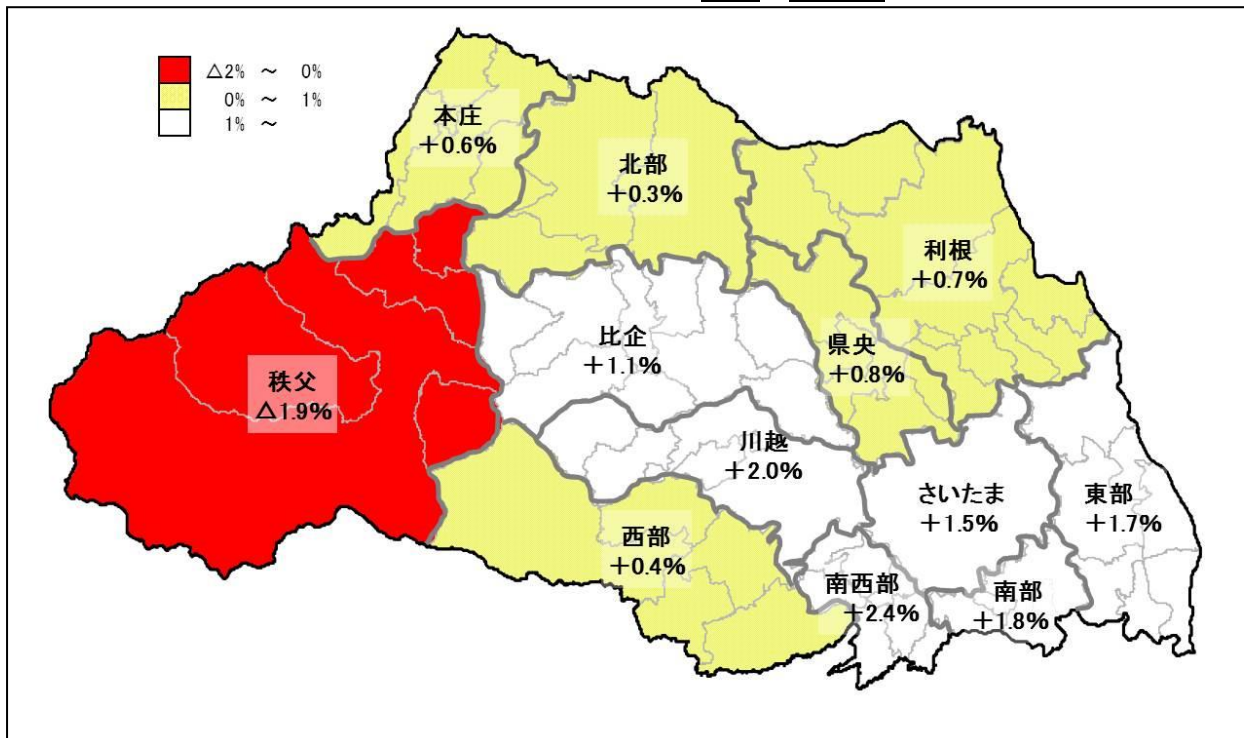 △2% ～ 0%
0% ～ 1%
1% ～
本庄
+0.6%
北部
+0.3%
利根
+0.7%
比企
+1.1%
県央
+0.8%
秩父
△1.9%
川越
+2.0%
さいたま
+1.5%
東部
+1.7%
西部
+0.4%
南西部
+2.4%
南部
+1.8%